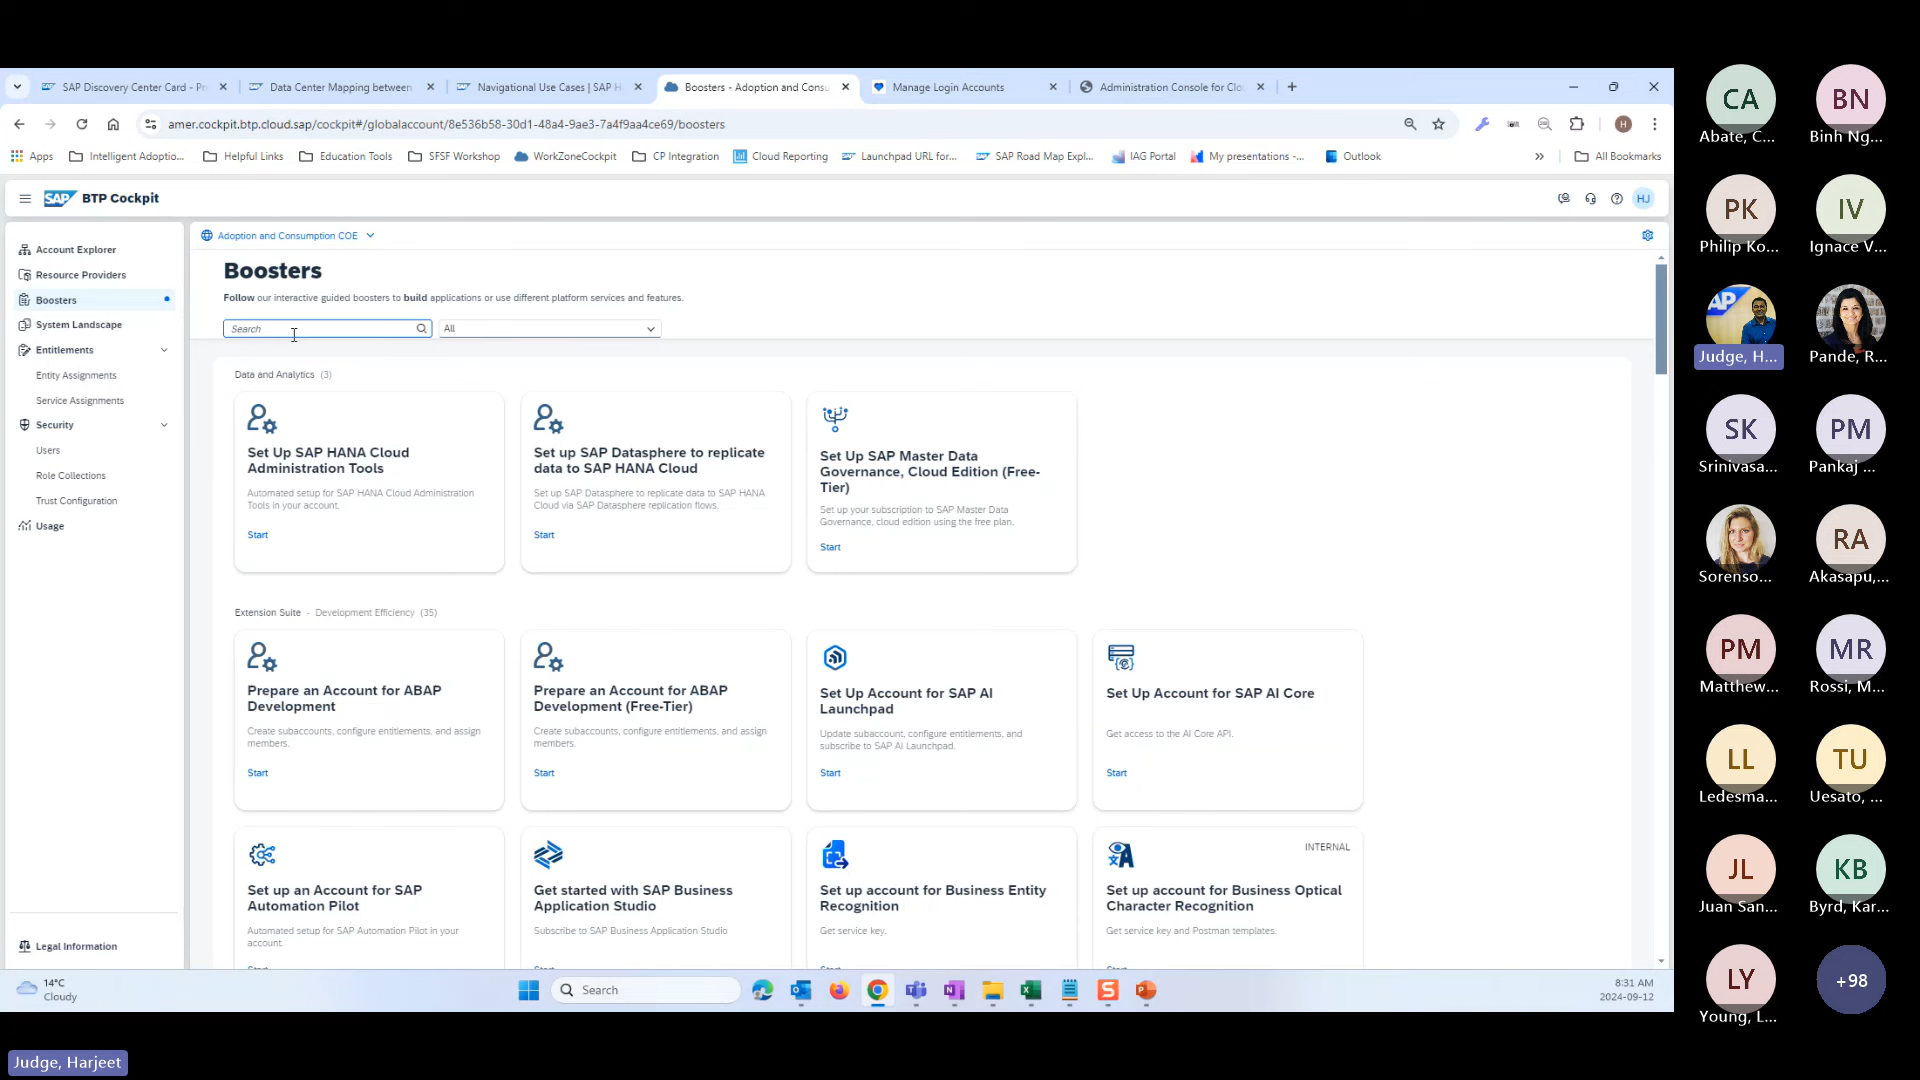 SAP Discovery Center Card - Pr
Data Center Mapping between
Navigational Use Cases | SAP H
Boosters - Adoption and Consu
Manage Login Accounts
Administration Console for Clo
amer.cockpit.btp.cloud.sap/cockpit#/globalaccount/8e536b58-30d1-48a4-9ae3-7a4f9aa4ce69/boosters
H
Apps
Intelligent Adoptio...
Helpful Links
Education Tools
SFSF Workshop
WorkZoneCockpit
CP Integration
Cloud Reporting
Launchpad URL for...
SAP Road Map Expl...
IAG Portal
My presentations -...
Outlook
»
All Bookmarks
SAP BTP Cockpit
HJ
Account Explorer
Resource Providers
Boosters
System Landscape
Entitlements
Entity Assignments
Service Assignments
Security
Users
Role Collections
Trust Configuration
Usage
Legal Information
Adoption and Consumption COE
Boosters
Follow our interactive guided boosters to build applications or use different platform services and features.
Search
All
Data and Analytics (3)
Set Up SAP HANA Cloud
Administration Tools
Automated setup for SAP HANA Cloud Administration
Tools in your account.
Start
Set up SAP Datasphere to replicate
data to SAP HANA Cloud
Set up SAP Datasphere to replicate data to SAP HANA
Cloud via SAP Datasphere replication flows.
Start
Set Up SAP Master Data
Governance, Cloud Edition (Free-
Tier)
Set up your subscription to SAP Master Data
Governance, cloud edition using the free plan.
Start
Extension Suite - Development Efficiency (35)
Prepare an Account for ABAP
Development
Create subaccounts, configure entitlements, and assign
members.
Start
Prepare an Account for ABAP
Development (Free-Tier)
Create subaccounts, configure entitlements, and assign
members.
Start
Set Up Account for SAP AI
Launchpad
Update subaccount, configure entitlements, and
subscribe to SAP AI Launchpad.
Start
Set Up Account for SAP AI Core
Get access to the AI Core API.
Start
Set up an Account for SAP
Automation Pilot
Automated setup for SAP Automation Pilot in your
account.
Get started with SAP Business
Application Studio
Subscribe to SAP Business Application Studio
Set up account for Business Entity
Recognition
Get service key.
INTERNAL
Set up account for Business Optical
Character Recognition
Get service key and Postman templates.
14°C
Cloudy
Search
8:31 AM
2024-09-12
CA
Abate, C...
BN
Binh Ng...
PK
Philip Ko...
IV
Ignace V...
Judge, H...
Pande, R...
SK
Srinivasa...
PM
Pankaj ...
Sorenso...
RA
Akasapu,...
PM
Matthew...
MR
Rossi, M...
LL
Ledesma...
TU
Uesato, ...
JL
Juan San...
KB
Byrd, Kar...
LY
Young, L...
+98
Judge, Harjeet